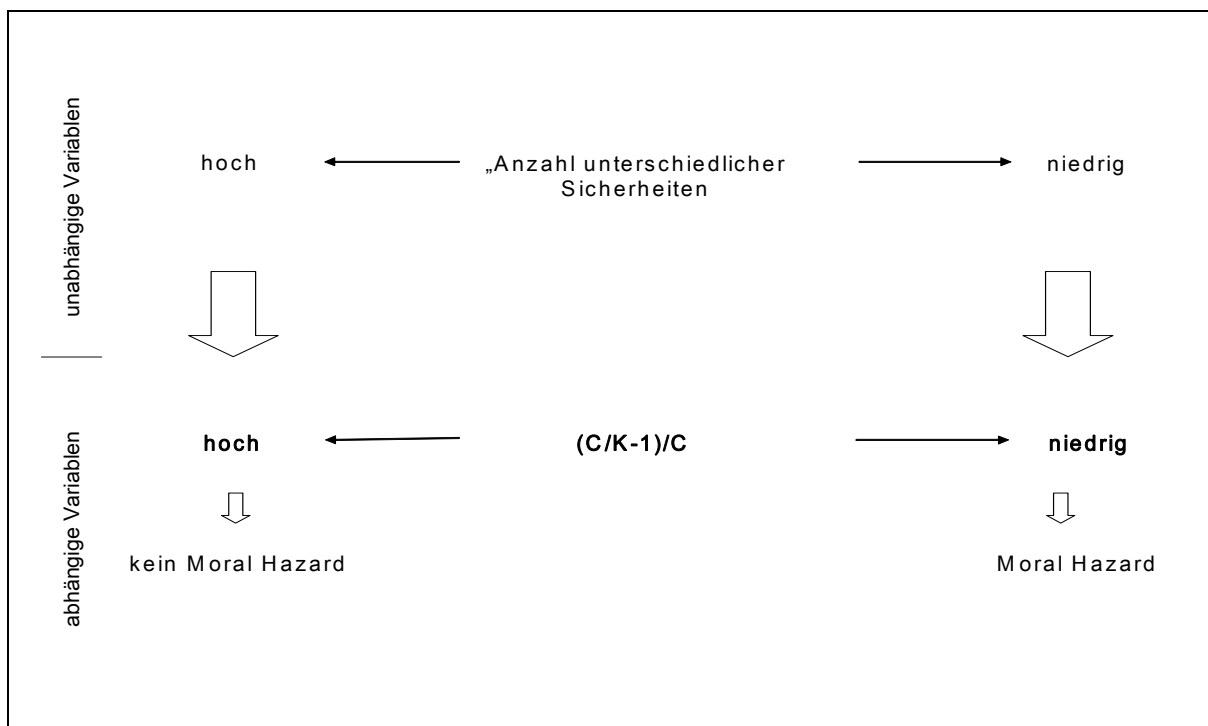 unabhängige Variablen
hoch
„Anzahl unterschiedlicher
Sicherheiten
niedrig
abhängige Variablen
hoch
(C/K-1)/C
niedrig
kein Moral Hazard
Moral Hazard